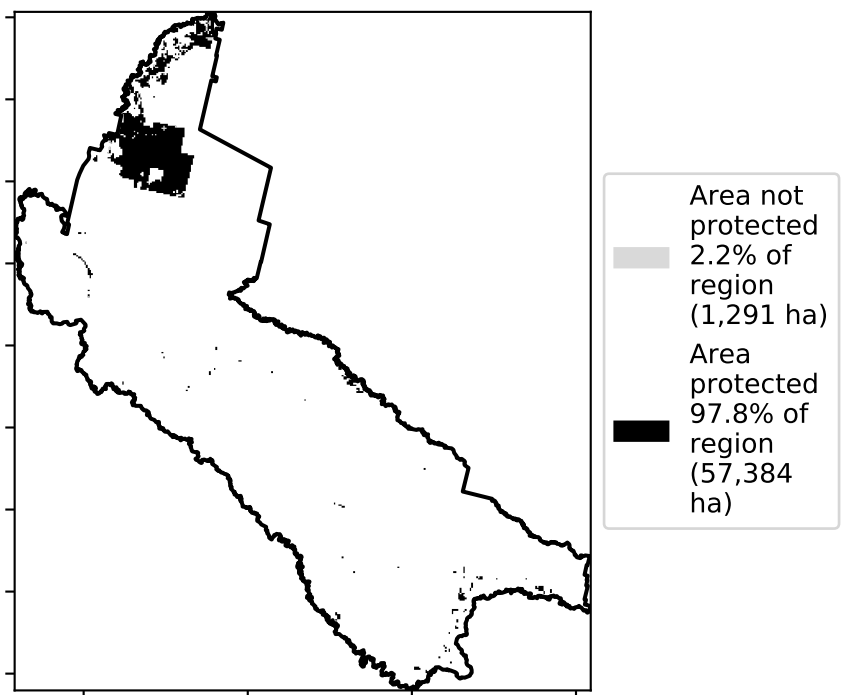 Area not
protected
2.2% of
region
(1,291 ha)
Area
protected
97.8% of
region
(57,384
ha)